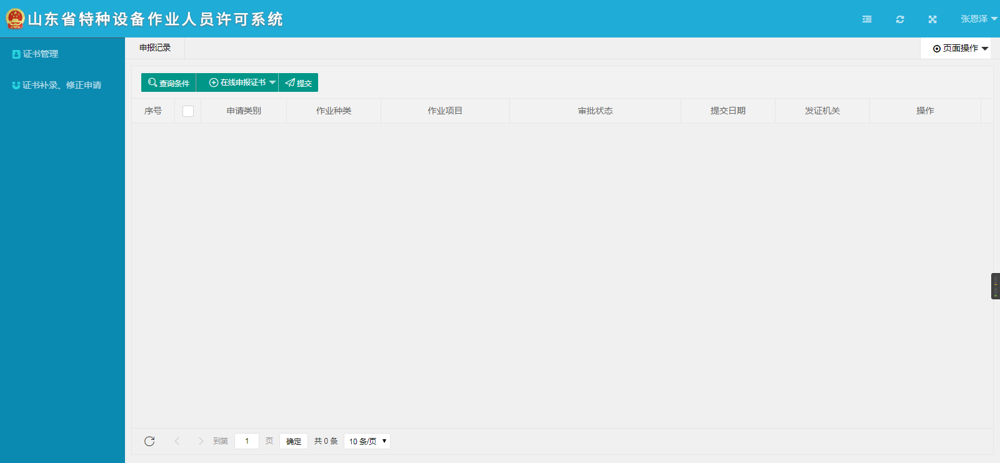 山东省特种设备作业人员许可系统
张恩泽
证书管理
证书补录、修正申请
申报记录
页面操作
查询条件 在线申报证书 提交
序号 申请类别 作业种类 作业项目 审批状态 提交日期 发证机关 操作
到第 1 页 确定 共 0 条 10 条/页